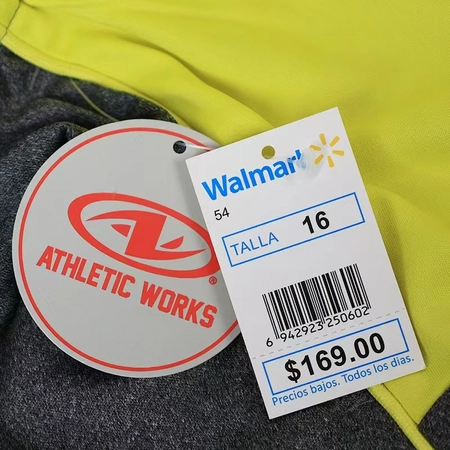 ATHLETIC WORKS
®
Walmart
54
TALLA 16
6 942923 250602
$169.00
Precios bajos. Todos los días.